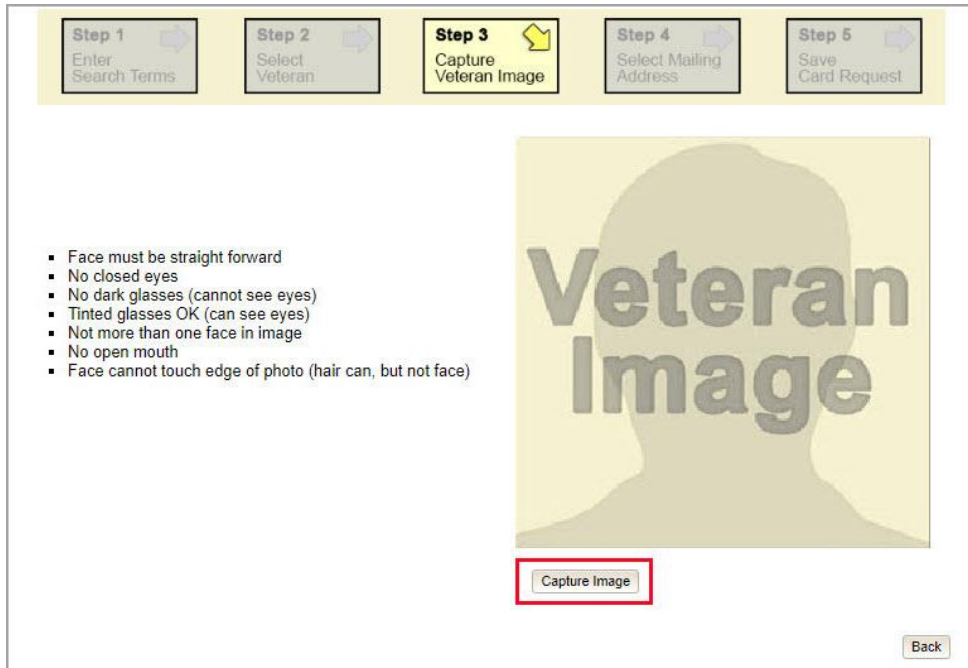 Step 1
Enter
Search Terms
Step 2
Select
Veteran
Step 3
Capture
Veteran Image
Step 4
Select Mailing
Address
Step 5
Save
Card Request
Face must be straight forward
No closed eyes
No dark glasses (cannot see eyes)
Tinted glasses OK (can see eyes)
Not more than one face in image
No open mouth
Face cannot touch edge of photo (hair can, but not face)
Veteran
Image
Capture Image
Back